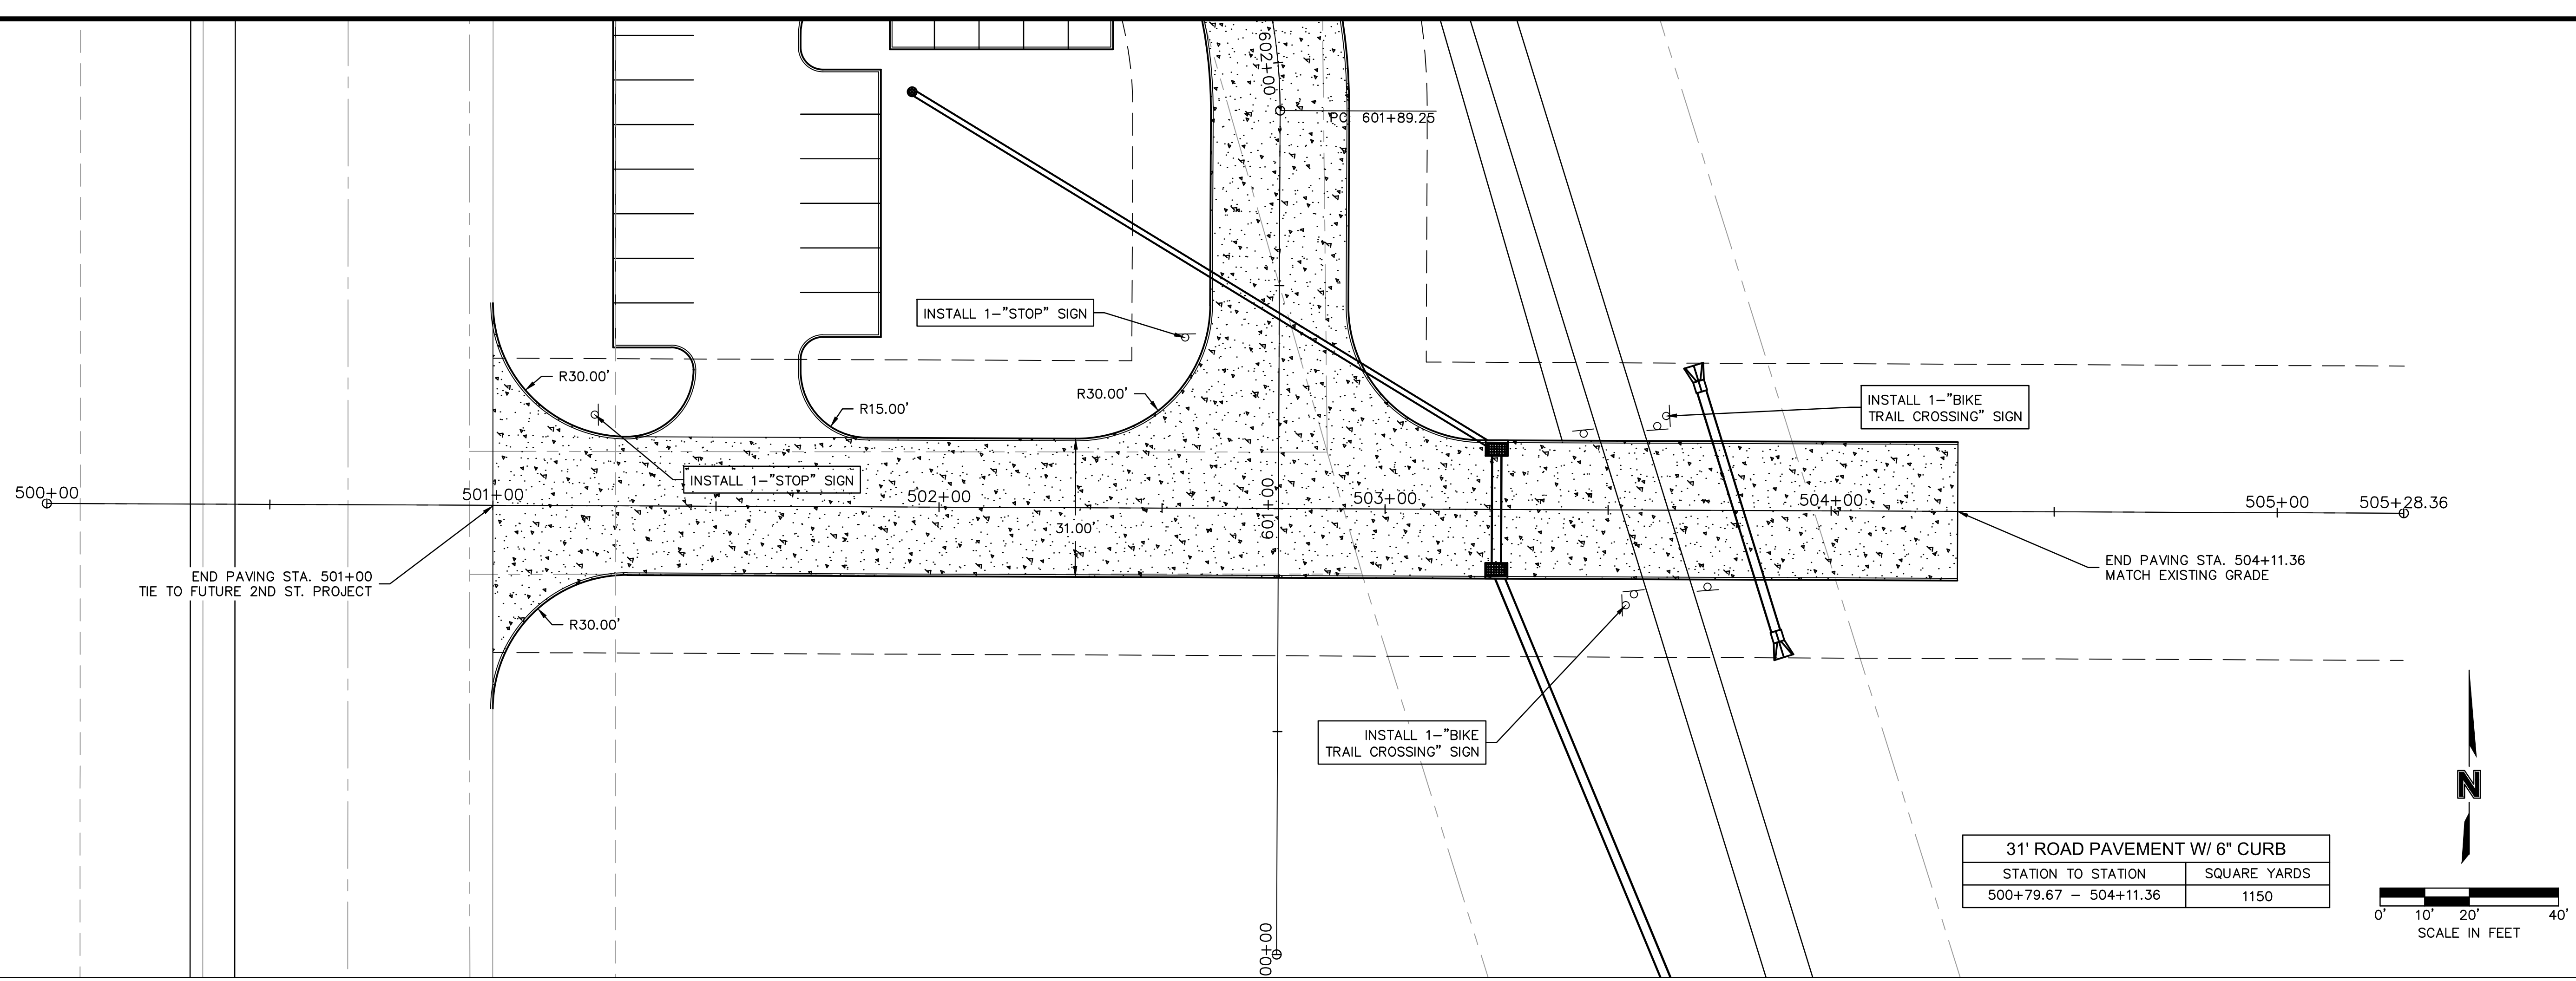 602+00
PC: 601+89.25
INSTALL 1-"STOP" SIGN
R30.00'
R15.00'
R30.00'
INSTALL 1-"BIKE
TRAIL CROSSING" SIGN
INSTALL 1-"STOP" SIGN
500+00
501+00
502+00
601+00
503+00
504+00
505+00
505+28.36
31.00'
END PAVING STA. 501+00
TIE TO FUTURE 2ND ST. PROJECT
END PAVING STA. 504+11.36
MATCH EXISTING GRADE
R30.00'
INSTALL 1-"BIKE
TRAIL CROSSING" SIGN
N
31' ROAD PAVEMENT W/ 6" CURB
STATION TO STATION SQUARE YARDS
500+79.67 - 504+11.36 1150
00+00
0' 10' 20' 40'
SCALE IN FEET